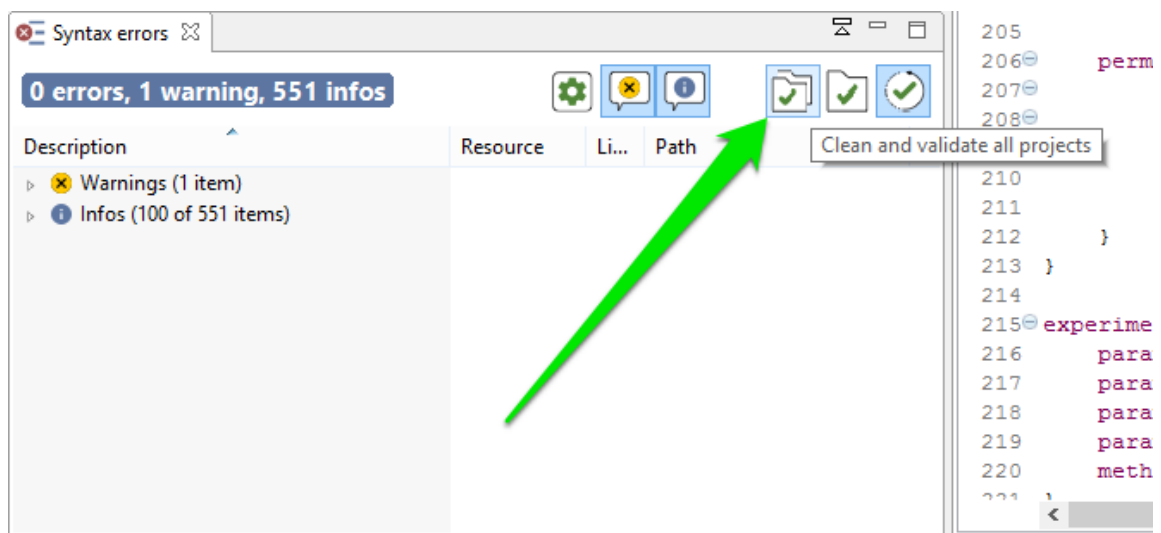 Syntax errors
0 errors, 1 warning, 551 infos
Description Resource Li... Path
Warnings (1 item)
Infos (100 of 551 items)
Clean and validate all projects
205
206 perm
207
208
210
211
212 }
213 }
214
215 experime
216 para
217 para
218 para
219 para
220 meth
221 }